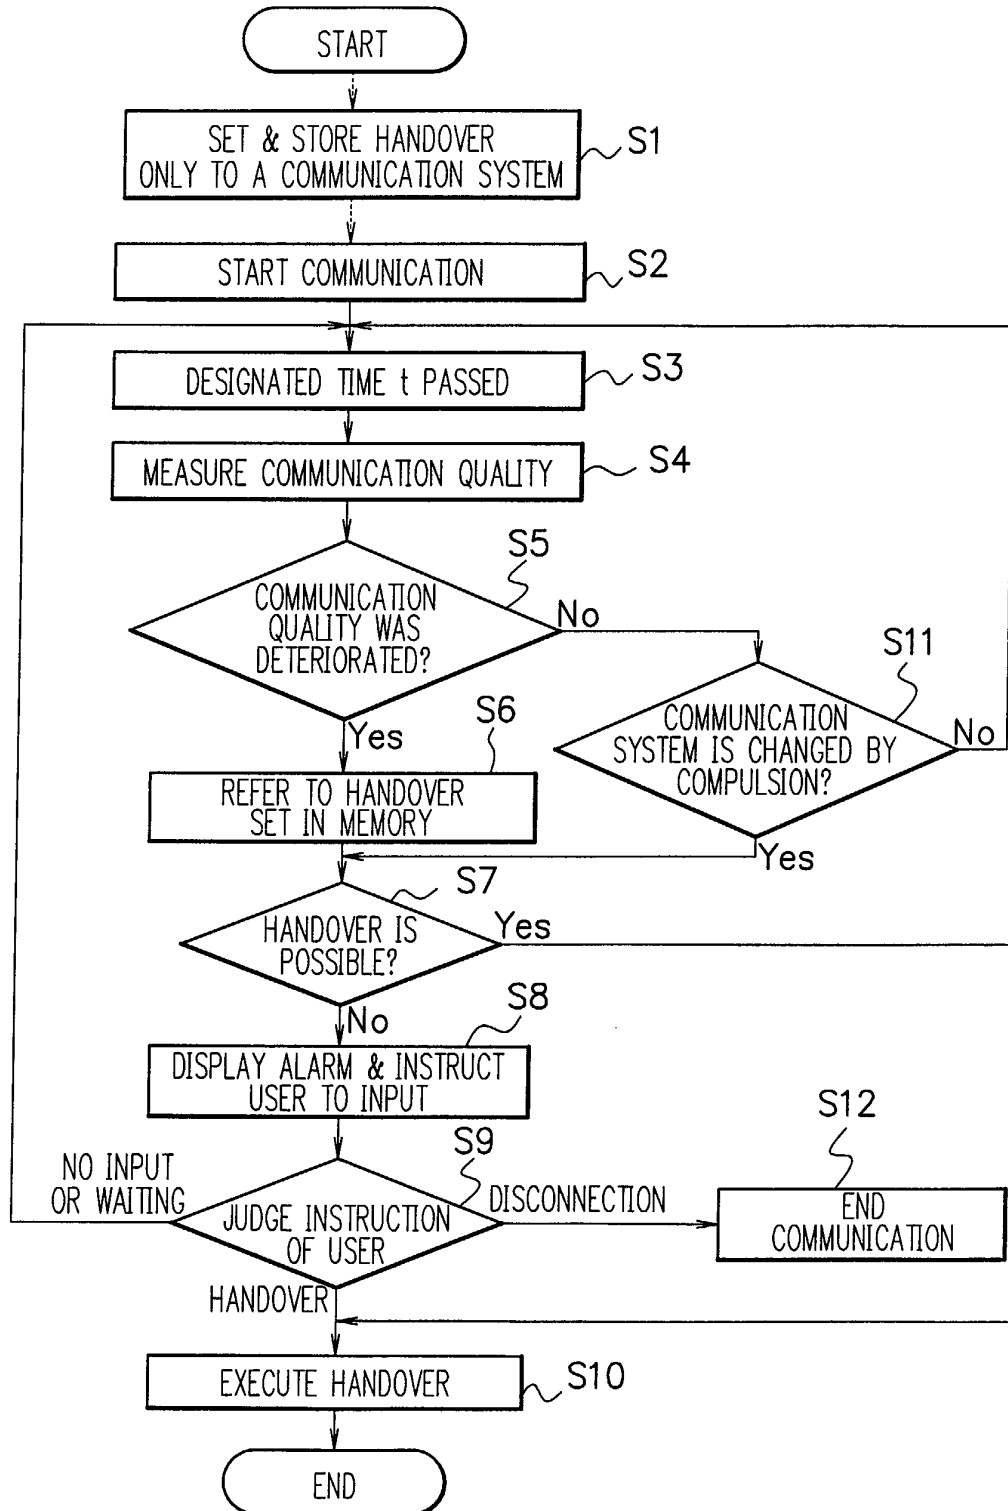 START
SET & STORE HANDOVER
ONLY TO A COMMUNICATION SYSTEM
S1
START COMMUNICATION
S2
DESIGNATED TIME t PASSED
S3
MEASURE COMMUNICATION QUALITY
S4
S5
COMMUNICATION
QUALITY WAS
DETERIORATED?
No
Yes
S11
COMMUNICATION
SYSTEM IS CHANGED BY
COMPULSION?
No
Yes
S6
REFER TO HANDOVER
SET IN MEMORY
S7
HANDOVER IS
POSSIBLE?
Yes
No
S8
DISPLAY ALARM & INSTRUCT
USER TO INPUT
S9
NO INPUT
OR WAITING
JUDGE INSTRUCTION
OF USER
DISCONNECTION
S12
END
COMMUNICATION
HANDOVER
EXECUTE HANDOVER
S10
END